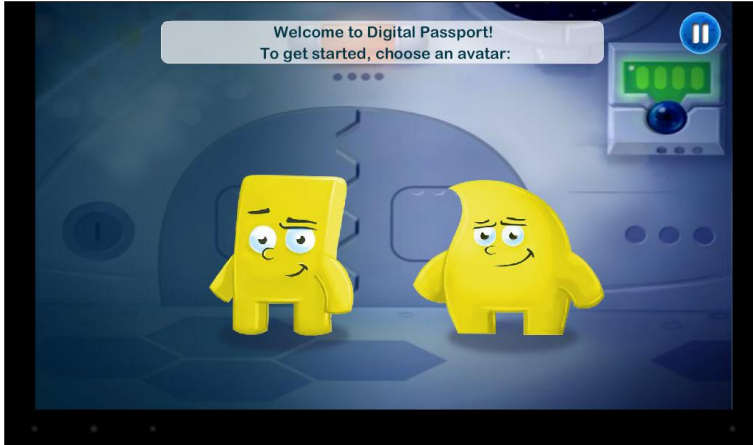 Welcome to Digital Passport!
To get started, choose an avatar: